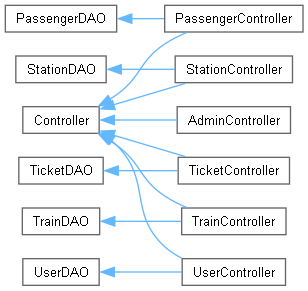 PassengerDAO
PassengerController
StationDAO
StationController
Controller
AdminController
TicketDAO
TicketController
TrainDAO
TrainController
UserDAO
UserController